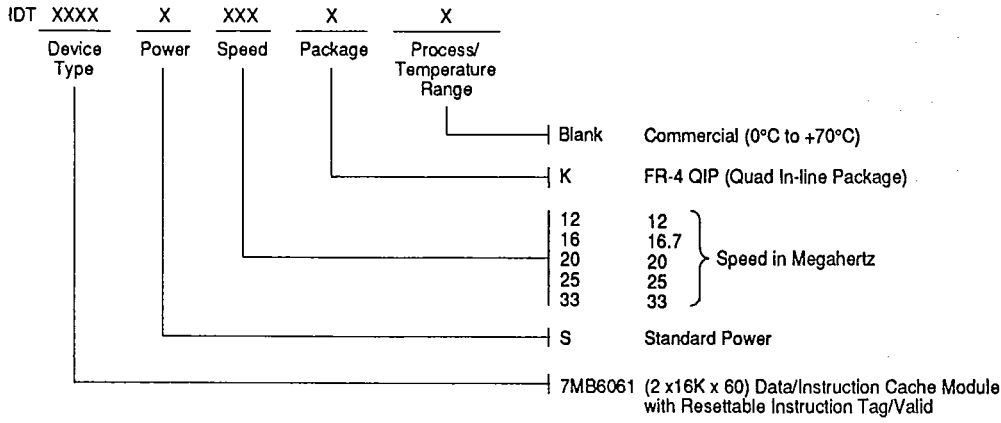 IDT XXXX X XXX X X
Device Type Power Speed Package Process/ Temperature Range
Blank Commercial (0°C to +70°C)
K FR-4 QIP (Quad In-line Package)
12 12
16 16.7
20 20
25 25
33 33
Speed in Megahertz
S Standard Power
7MB6061 (2 x16K x 60) Data/Instruction Cache Module
with Resettable Instruction Tag/Valid